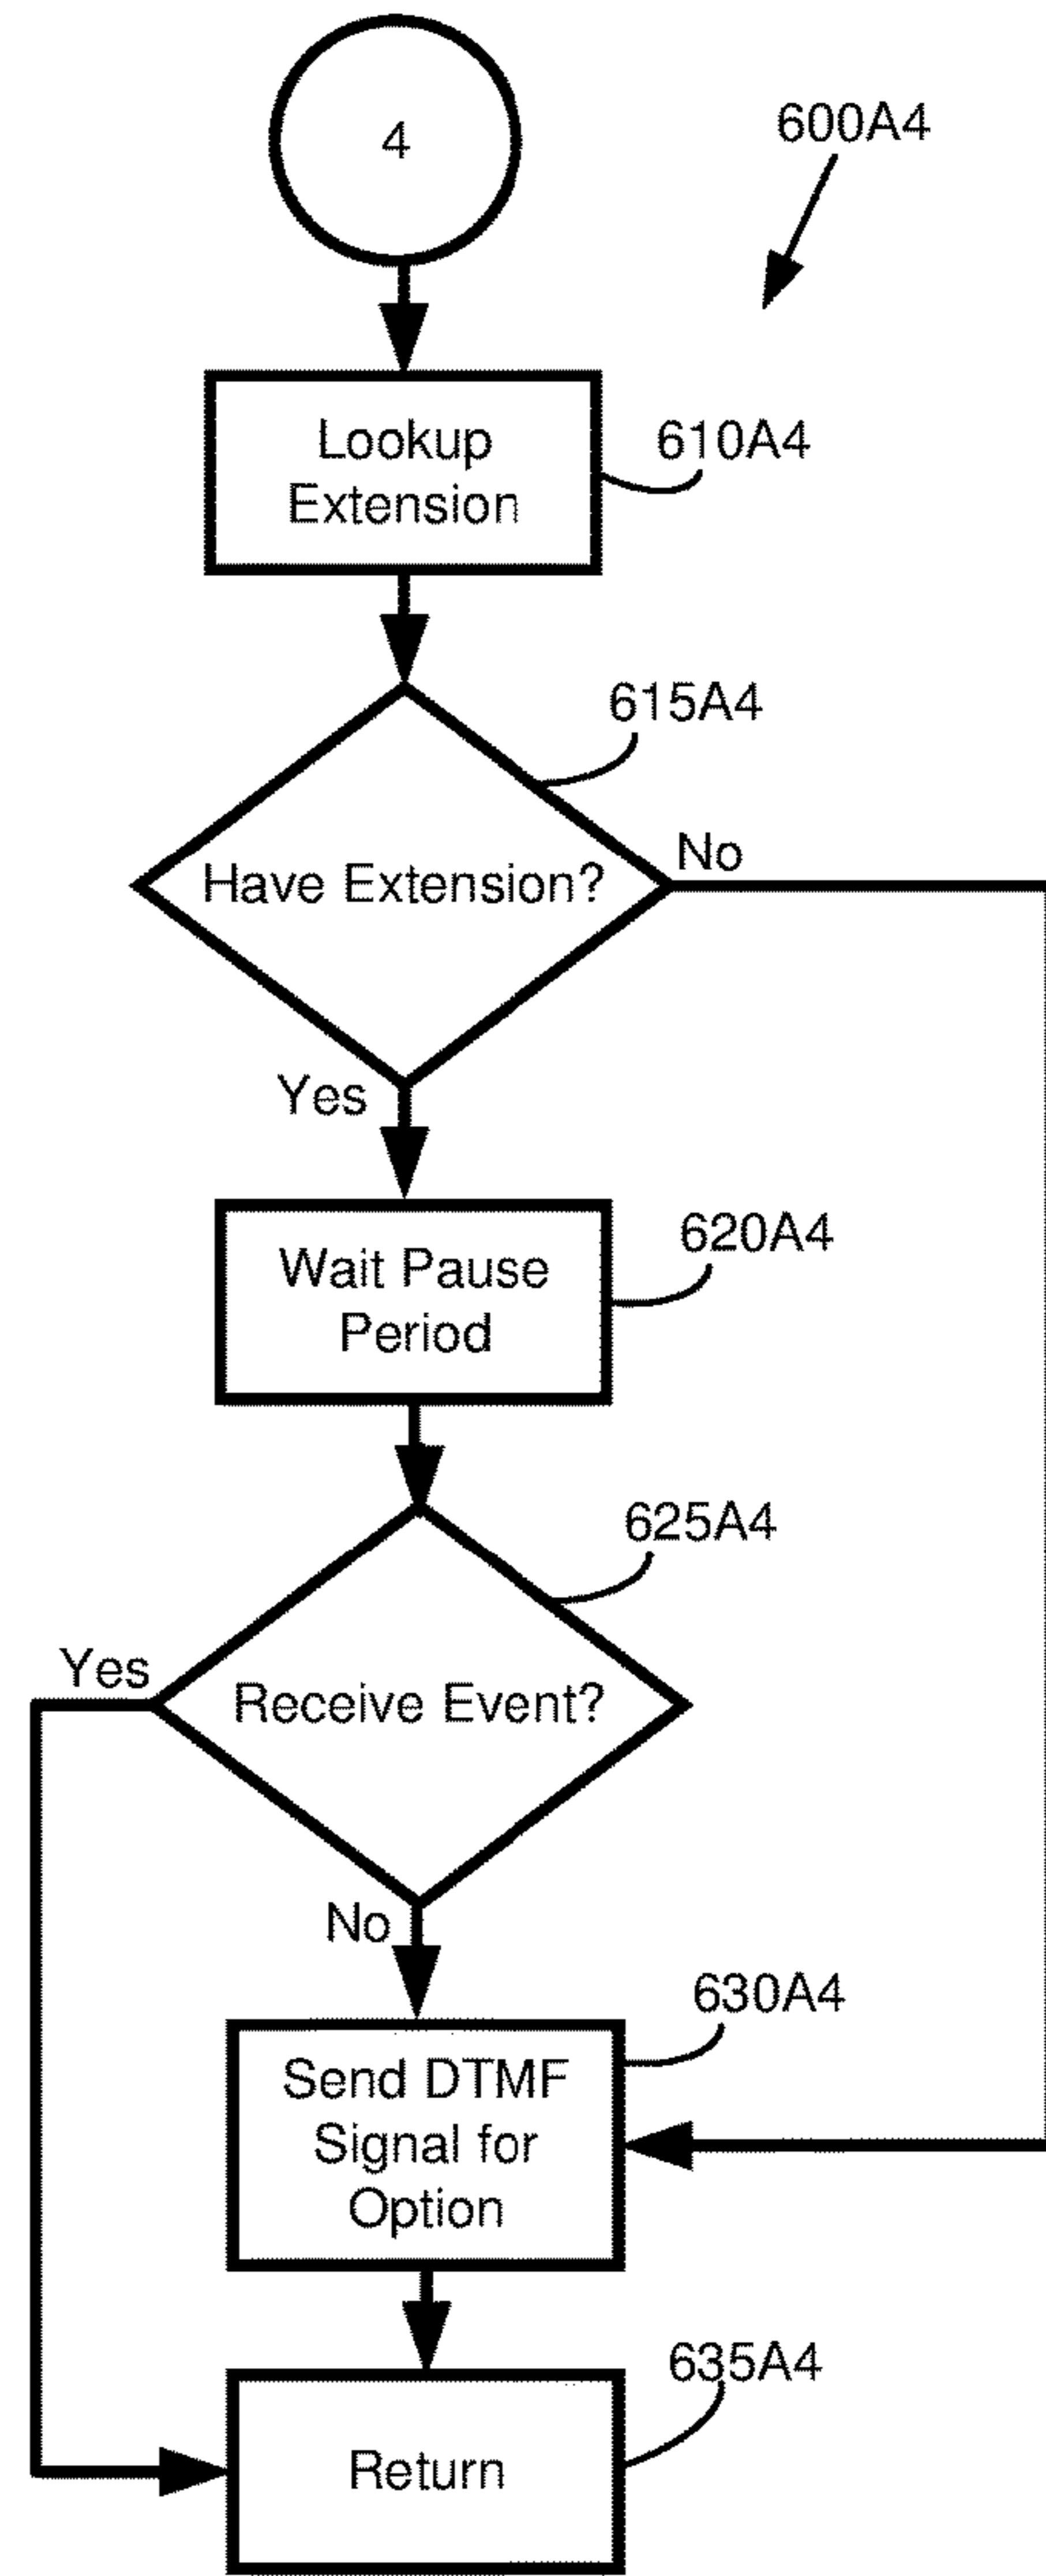 4
600A4
Lookup
Extension
610A4
615A4
Have Extension?
No
Yes
Wait Pause
Period
620A4
625A4
Yes
Receive Event?
No
630A4
Send DTMF
Signal for
Option
635A4
Return